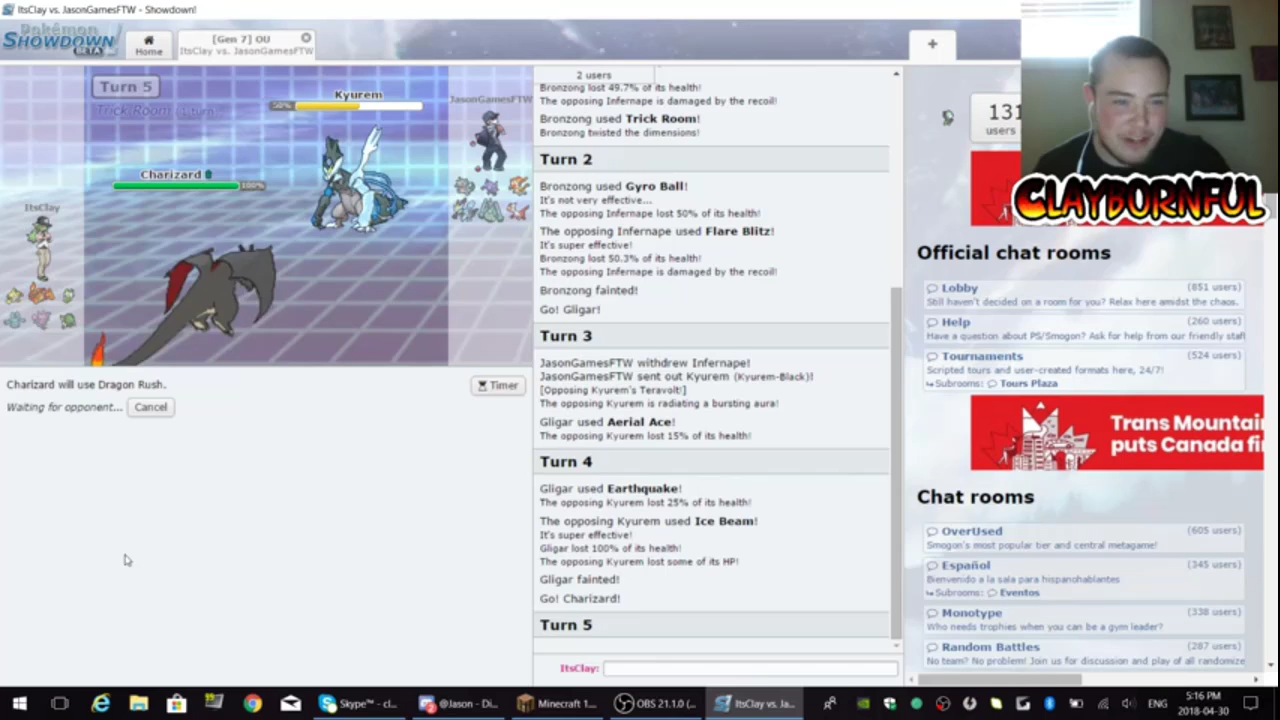 ItsClay vs. JasonGamesFTW - Showdown!
Pokémon
SHOWDOWN
BETA
Home
[Gen 7] OU
ItsClay vs. JasonGamesFTW
+
Turn 5
Trick Room (1 turn)
Kyurem
50%
JasonGamesFTW
Charizard
100%
ItsClay
Charizard will use Dragon Rush.
Timer
Waiting for opponent...
Cancel
2 users
Bronzong lost 49.7% of its health!
The opposing Infernape is damaged by the recoil!
Bronzong used Trick Room!
Bronzong twisted the dimensions!
Turn 2
Bronzong used Gyro Ball!
It's not very effective...
The opposing Infernape lost 50% of its health!
The opposing Infernape used Flare Blitz!
It's super effective!
Bronzong lost 50.3% of its health!
The opposing Infernape is damaged by the recoil!
Bronzong fainted!
Go! Gligar!
Turn 3
JasonGamesFTW withdrew Infernape!
JasonGamesFTW sent out Kyurem (Kyurem-Black)!
[Opposing Kyurem's Teravolt!]
The opposing Kyurem is radiating a bursting aura!
Gligar used Aerial Ace!
The opposing Kyurem lost 15% of its health!
Turn 4
Gligar used Earthquake!
The opposing Kyurem lost 25% of its health!
The opposing Kyurem used Ice Beam!
It's super effective!
Gligar lost 100% of its health!
The opposing Kyurem lost some of its HP!
Gligar fainted!
Go! Charizard!
Turn 5
ItsClay:
131
users
CLAYBORNFUL
Official chat rooms
Lobby (851 users)
Still haven't decided on a room for you? Relax here amidst the chaos.
Help (260 users)
Have a question about PS/Smogon? Ask for help from our friendly staff
Tournaments (524 users)
Scripted tours and user-created formats here, 24/7!
Subrooms: Tours Plaza
Trans Mountain
puts Canada fi
Chat rooms
OverUsed (605 users)
Smogon's most popular tier and central metagame!
Español (345 users)
Bienvenido a la sala para hispanohablantes
Subrooms: Eventos
Monotype (338 users)
Who needs trophies when you can be a gym leader?
Random Battles (287 users)
No team? No problem! Join us for discussion and play of all randomize
Skype™ - cl...
@Jason - Di...
Minecraft 1...
OBS 21.1.0 (...
ItsClay vs. Ja...
ENG
5:16 PM
2018-04-30